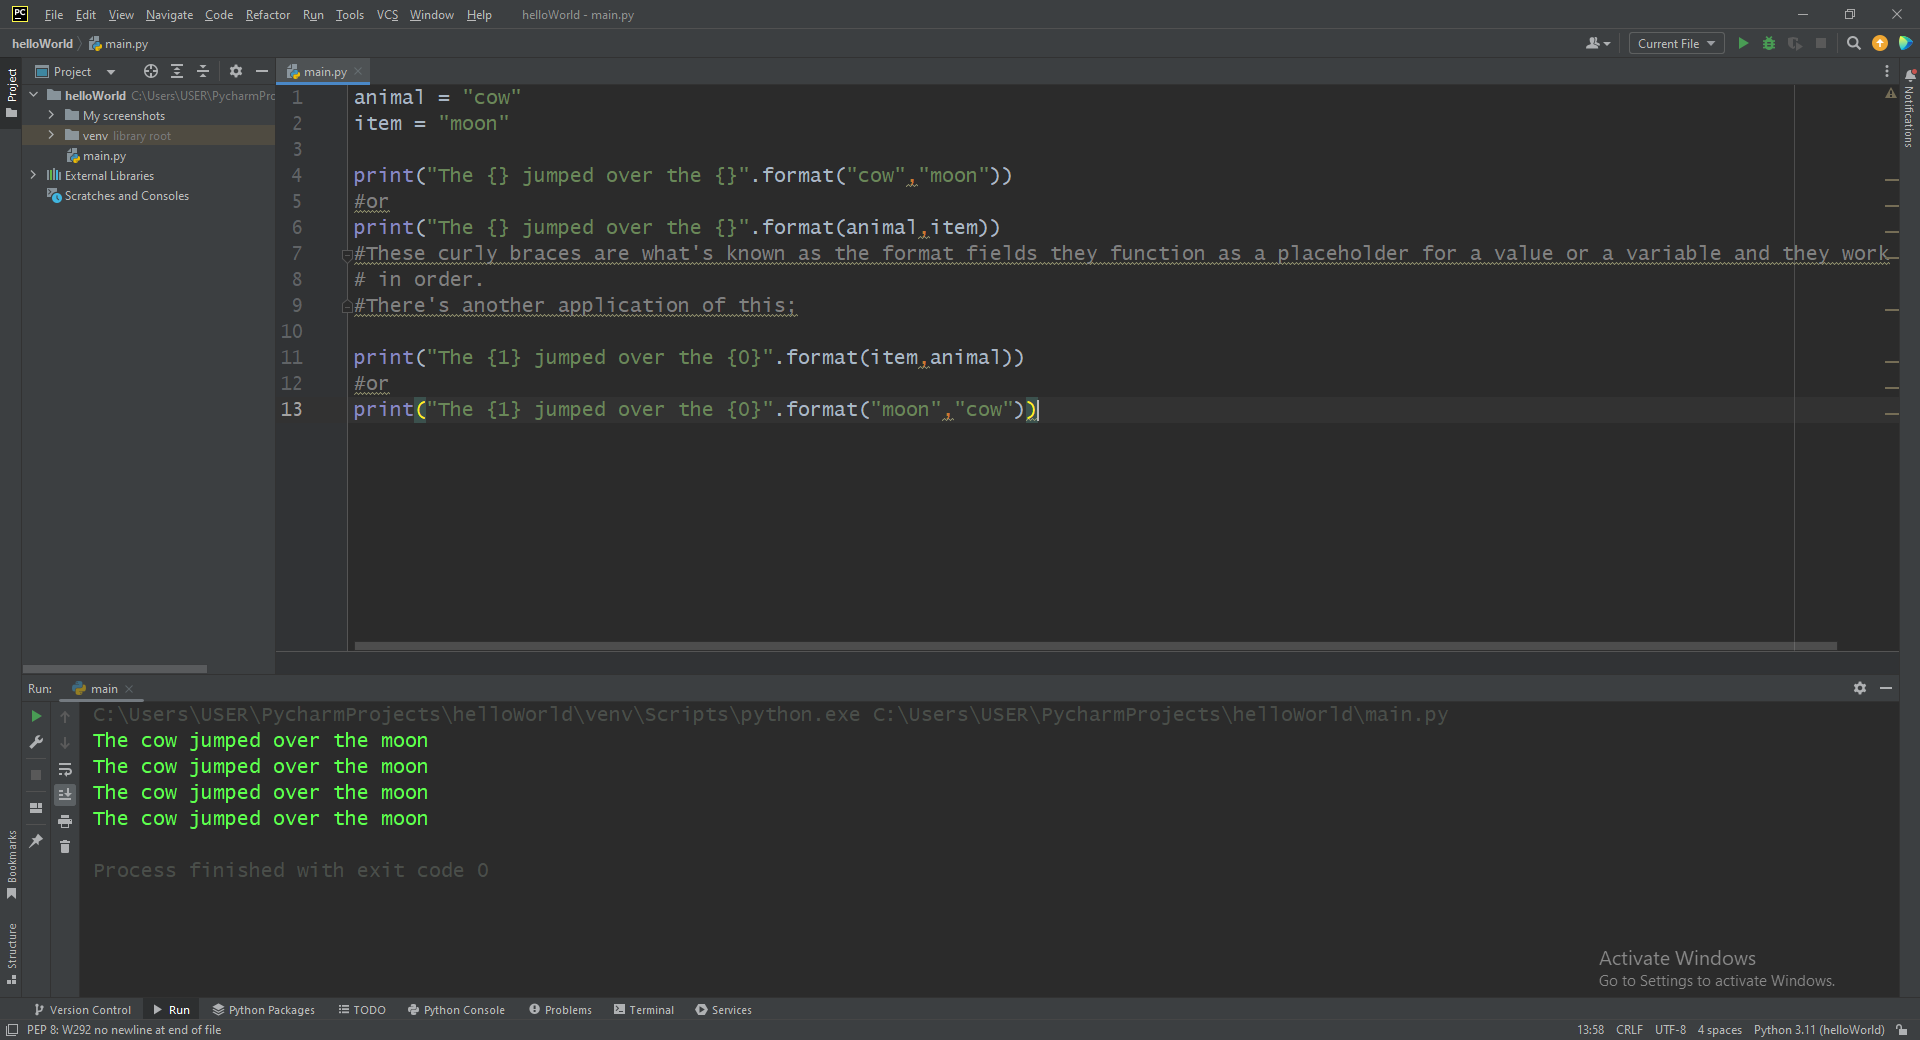 PC File Edit View Navigate Code Refactor Run Tools VCS Window Help helloWorld - main.py
helloWorld main.py Current File
Project main.py
Project
helloWorld C:\Users\USER\PycharmPro
My screenshots
venv library root
main.py
External Libraries
Scratches and Consoles
1 animal = "cow"
2 item = "moon"
3
4 print("The {} jumped over the {}".format("cow","moon"))
5 #or
6 print("The {} jumped over the {}".format(animal,item))
7 #These curly braces are what's known as the format fields they function as a placeholder for a value or a variable and they work
8 # in order.
9 #There's another application of this;
10
11 print("The {1} jumped over the {0}".format(item,animal))
12 #or
13 print("The {1} jumped over the {0}".format("moon","cow"))
Notifications
Run: main
C:\Users\USER\PycharmProjects\helloWorld\venv\Scripts\python.exe C:\Users\USER\PycharmProjects\helloWorld\main.py
The cow jumped over the moon
The cow jumped over the moon
The cow jumped over the moon
The cow jumped over the moon
Process finished with exit code 0
Bookmarks
Structure
Activate Windows
Go to Settings to activate Windows.
Version Control Run Python Packages TODO Python Console Problems Terminal Services
PEP 8: W292 no newline at end of file 13:58 CRLF UTF-8 4 spaces Python 3.11 (helloWorld)